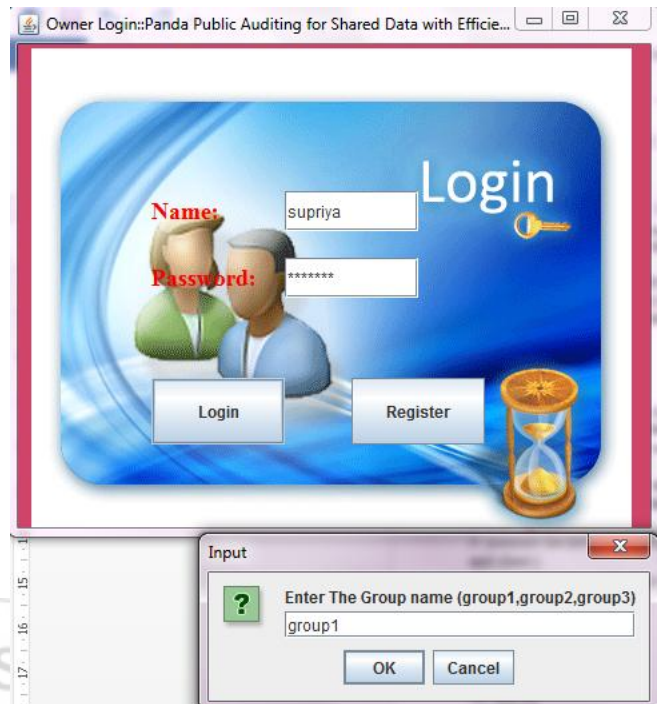 Owner Login::Panda Public Auditing for Shared Data with Efficie...
Login
Name:
supriya
Password:
*******
Login
Register
Input
Enter The Group name (group1,group2,group3)
group1
OK
Cancel
15
16
17